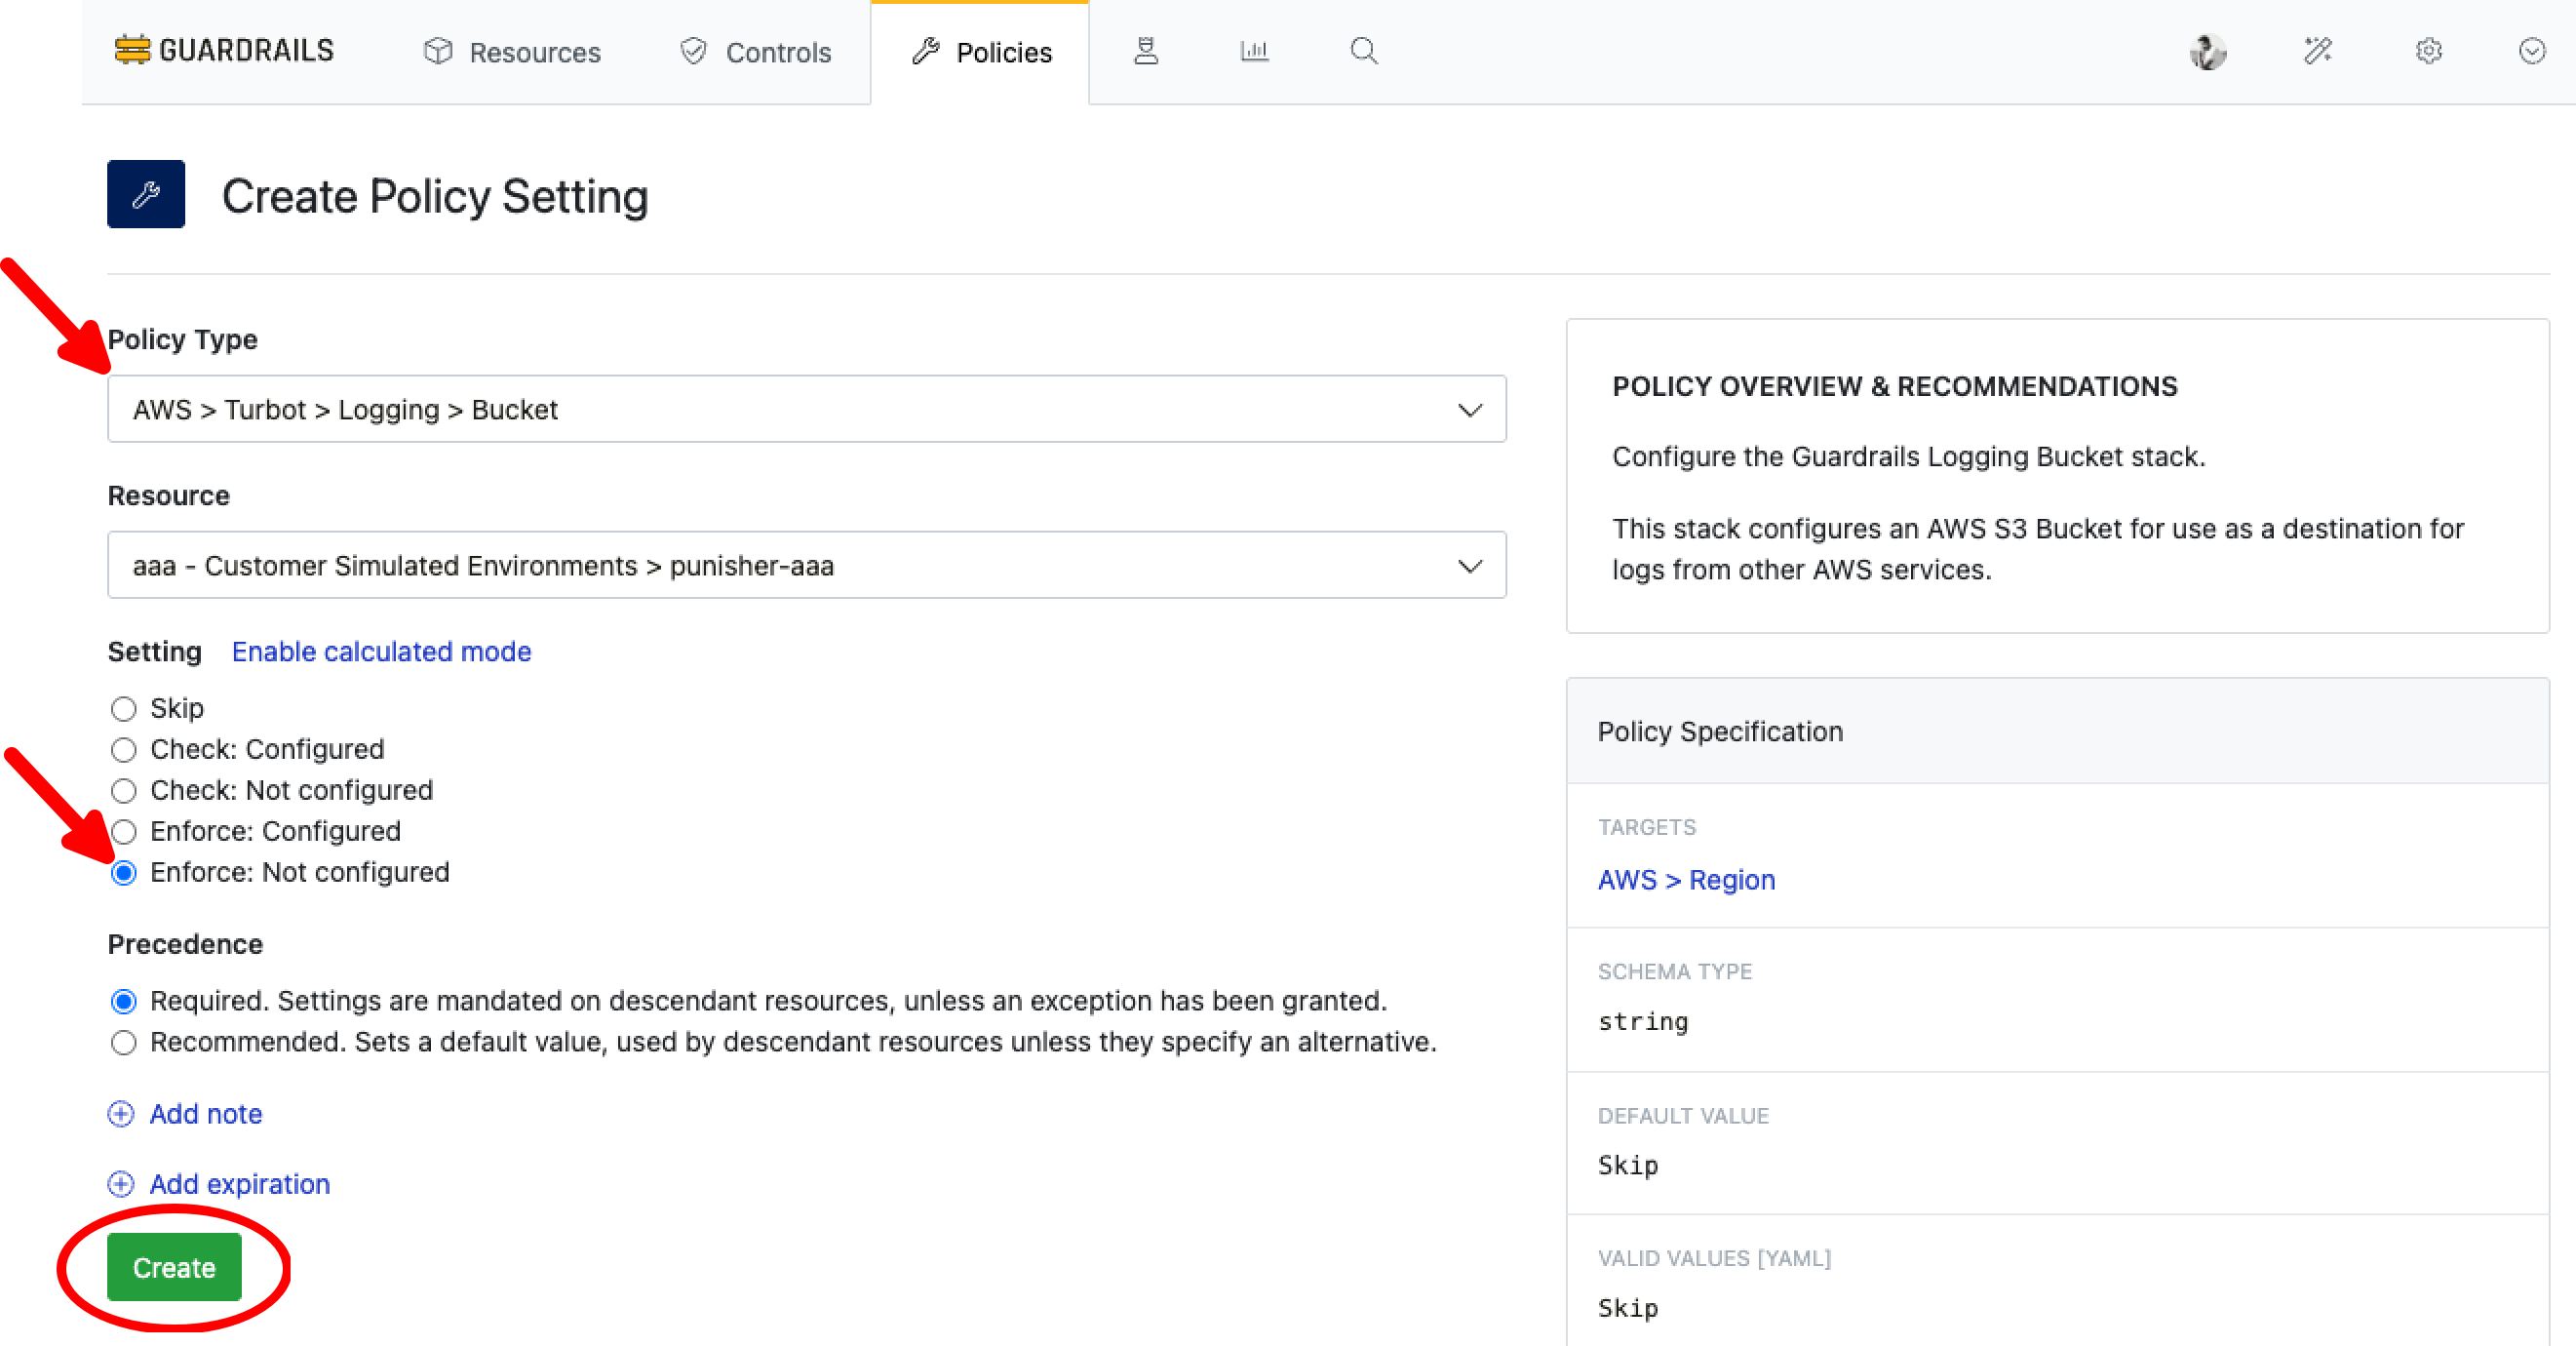 GUARDRAILS
Resources
Controls
Policies
Create Policy Setting
Policy Type
AWS > Turbot > Logging > Bucket
Resource
aaa - Customer Simulated Environments > punisher-aaa
Setting Enable calculated mode
Skip
Check: Configured
Check: Not configured
Enforce: Configured
Enforce: Not configured
Precedence
Required. Settings are mandated on descendant resources, unless an exception has been granted.
Recommended. Sets a default value, used by descendant resources unless they specify an alternative.
Add note
Add expiration
Create
POLICY OVERVIEW & RECOMMENDATIONS
Configure the Guardrails Logging Bucket stack.
This stack configures an AWS S3 Bucket for use as a destination for
logs from other AWS services.
Policy Specification
TARGETS
AWS > Region
SCHEMA TYPE
string
DEFAULT VALUE
Skip
VALID VALUES [YAML]
Skip